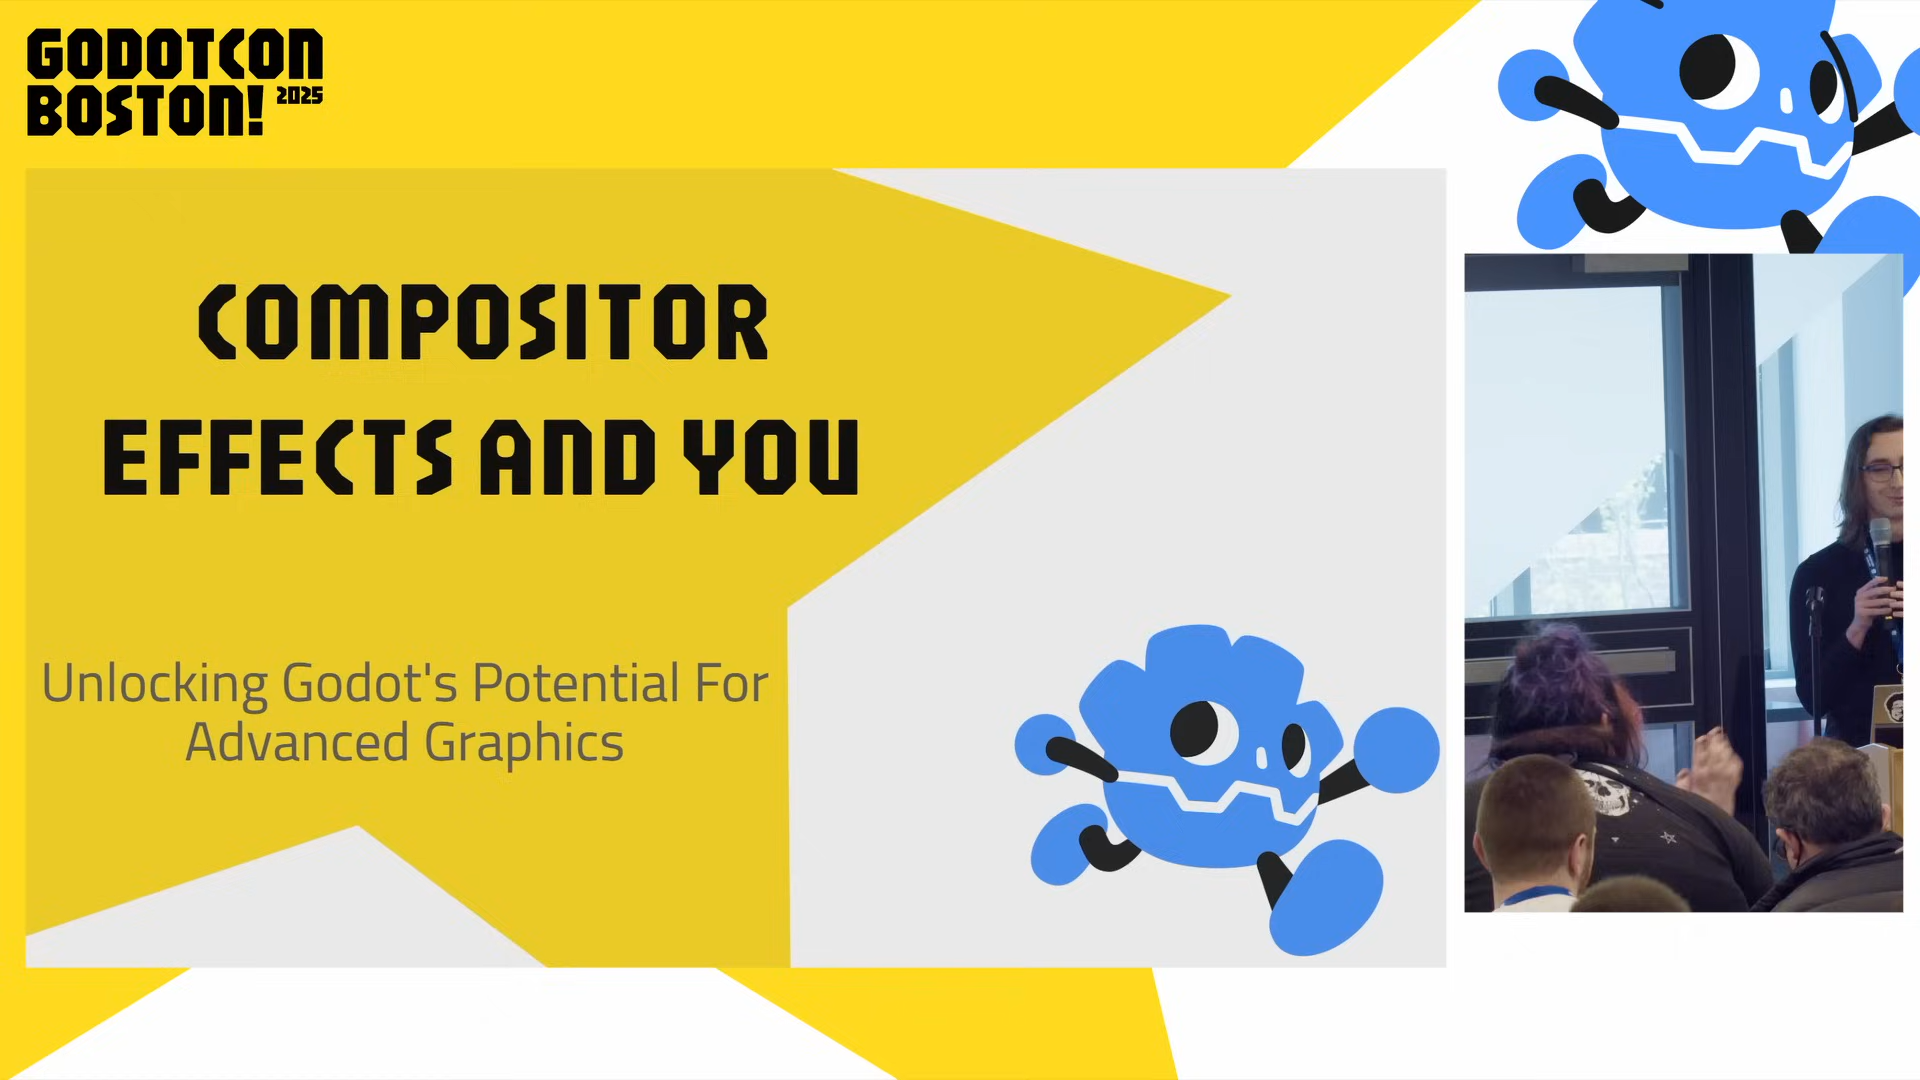 GODOTCON
BOSTON! 2025
COMPOSITOR
EFFECTS AND YOU
Unlocking Godot's Potential For
Advanced Graphics